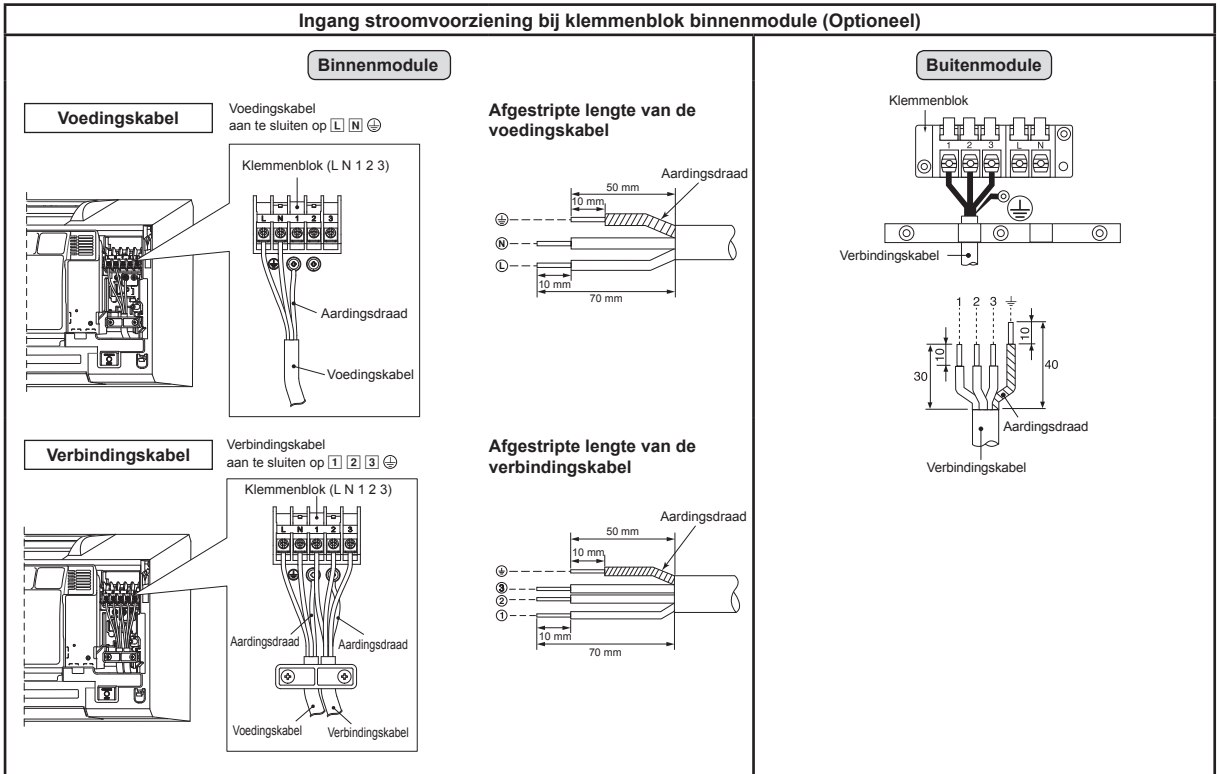 Ingang stroomvoorziening bij klemmenblok binnenmodule (Optioneel)
Binnenmodule
Voedingskabel
Voedingskabel
aan te sluiten op L N ⏚
Klemmenblok (L N 1 2 3)
L N 1 2 3
Aardingsdraad
Voedingskabel
Afgestripte lengte van de
voedingskabel
Aardingsdraad
50 mm
10 mm
⏚
N
L
10 mm
70 mm
Verbindingskabel
Verbindingskabel
aan te sluiten op 1 2 3 ⏚
Klemmenblok (L N 1 2 3)
L N 1 2 3
Aardingsdraad
Aardingsdraad
Voedingskabel
Verbindingskabel
Afgestripte lengte van de
verbindingskabel
Aardingsdraad
50 mm
10 mm
⏚
3
2
1
10 mm
70 mm
Buitenmodule
Klemmenblok
1 2 3 L N
Verbindingskabel
1 2 3 ⏚
10
10
30
40
Aardingsdraad
Verbindingskabel